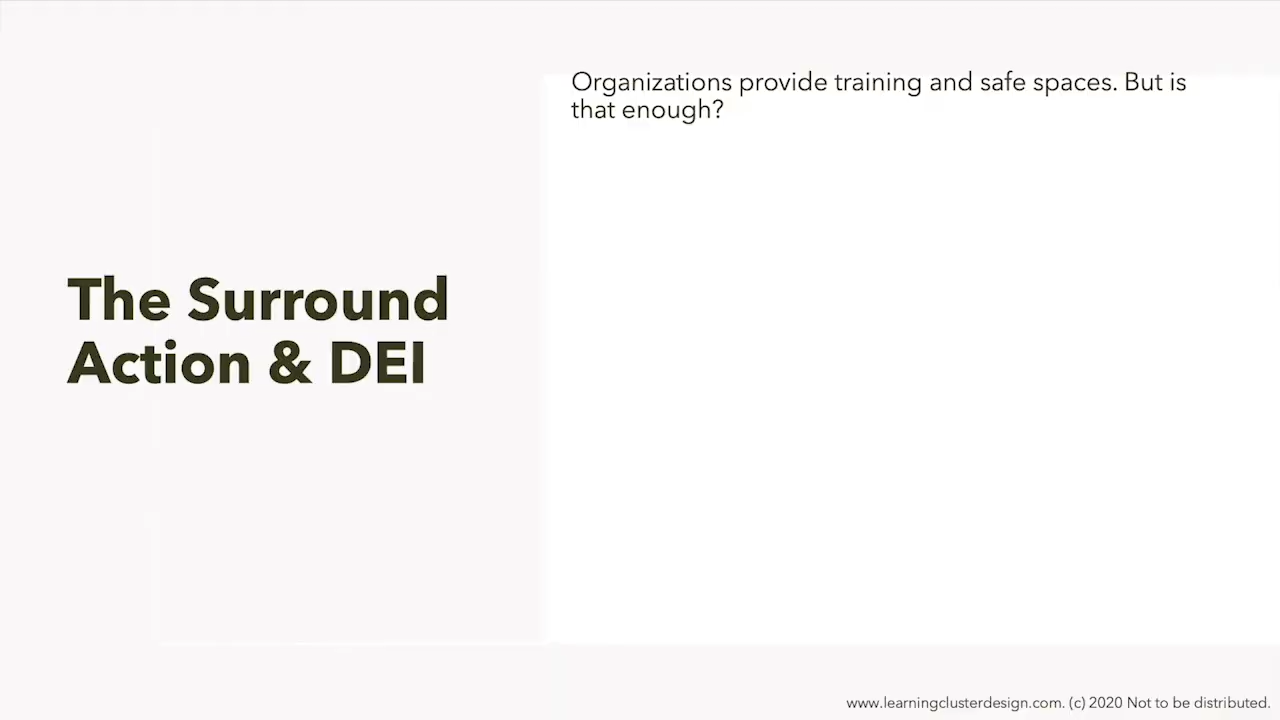 Organizations provide training and safe spaces. But is
that enough?
The Surround
Action & DEI
www.learningclusterdesign.com. (c) 2020 Not to be distributed.